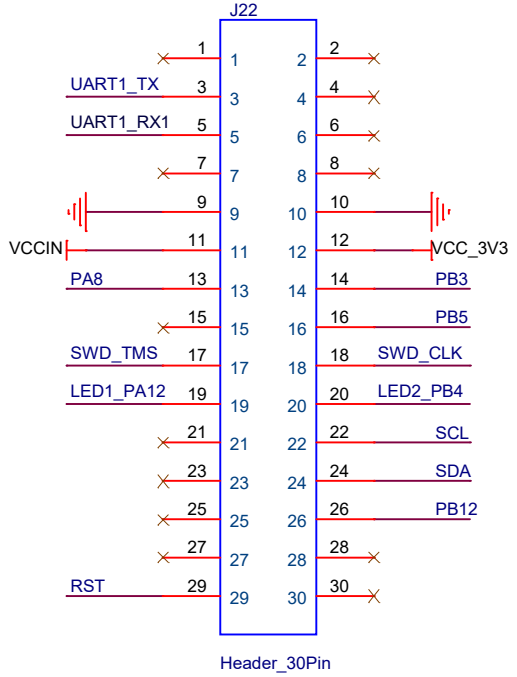 J22
1 1 2 2
UART1_TX 3 3 4 4
UART1_RX1 5 5 6 6
7 7 8 8
9 9 10 10
VCCIN 11 11 12 12 VCC_3V3
PA8 13 13 14 14 PB3
15 15 16 16 PB5
SWD_TMS 17 17 18 18 SWD_CLK
LED1_PA12 19 19 20 20 LED2_PB4
21 21 22 22 SCL
23 23 24 24 SDA
25 25 26 26 PB12
27 27 28 28
RST 29 29 30 30
Header_30Pin